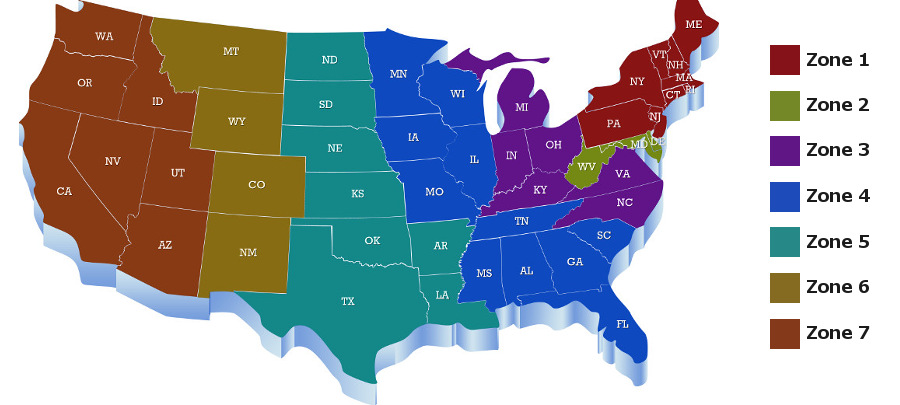 WA
OR
ID
MT
WY
CA
NV
UT
CO
AZ
NM
ND
SD
NE
KS
OK
TX
AR
LA
MN
WI
IA
IL
MO
TN
MS
AL
GA
SC
FL
MI
IN
OH
KY
VA
NC
WV
MD
DE
ME
VT
NH
MA
RI
CT
NY
PA
NJ
Zone 1
Zone 2
Zone 3
Zone 4
Zone 5
Zone 6
Zone 7